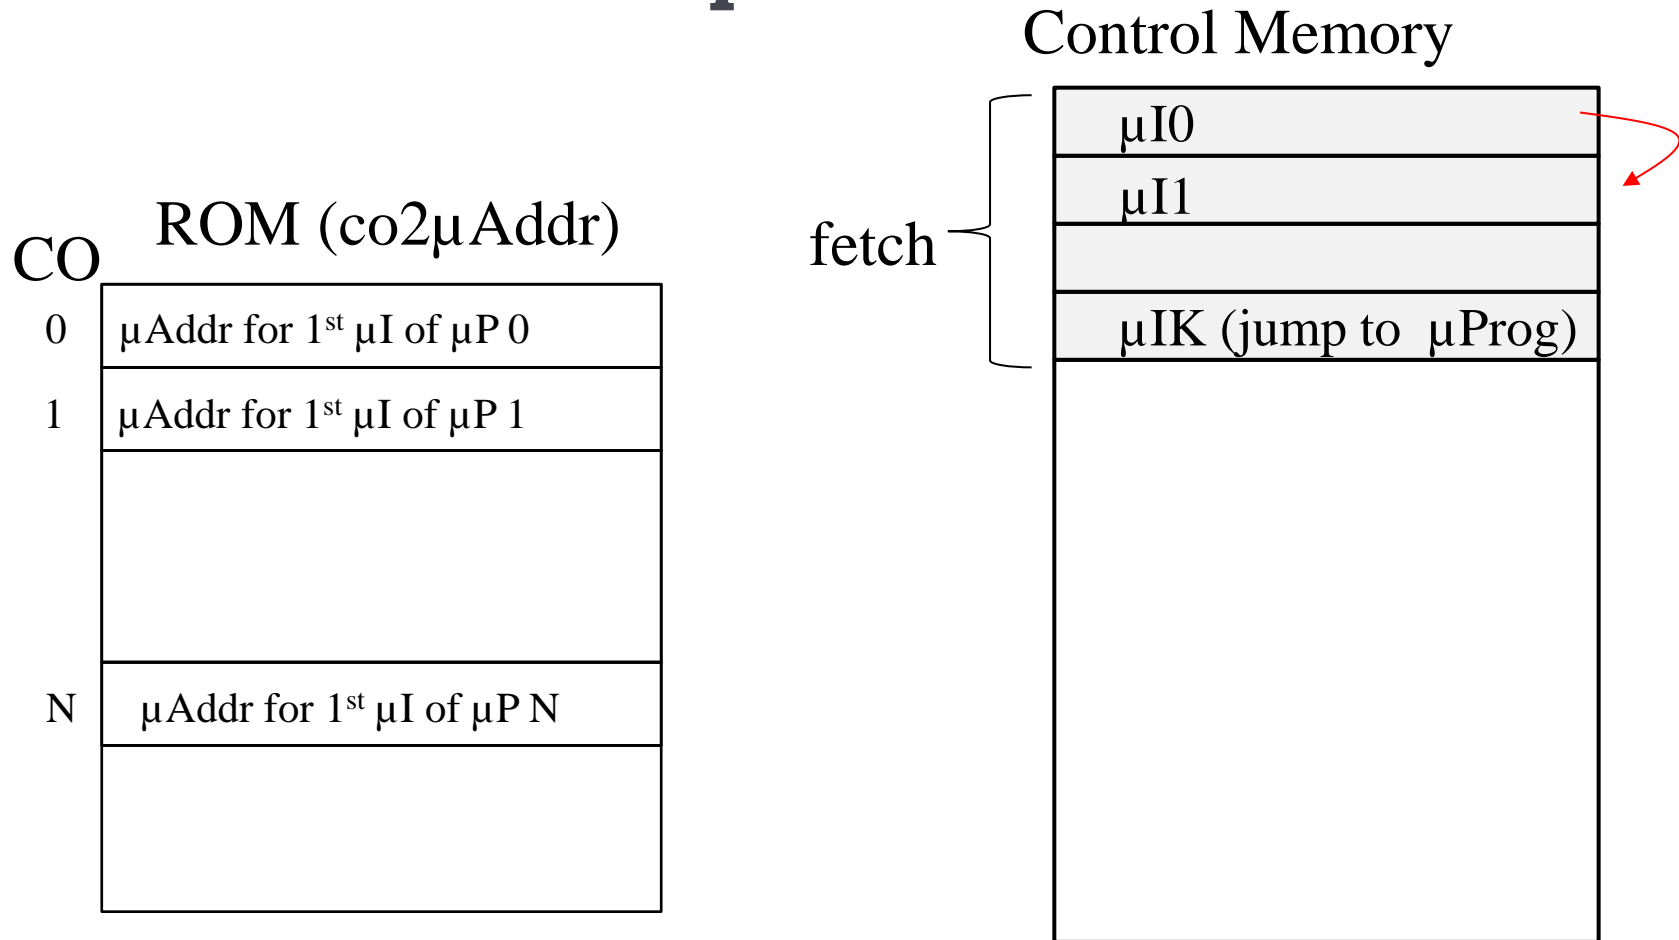 Control Memory
µI0
µI1
fetch
µIK (jump to µProg)
ROM (co2µAddr)
CO
0 µAddr for 1st µI of µP 0
1 µAddr for 1st µI of µP 1
N µAddr for 1st µI of µP N